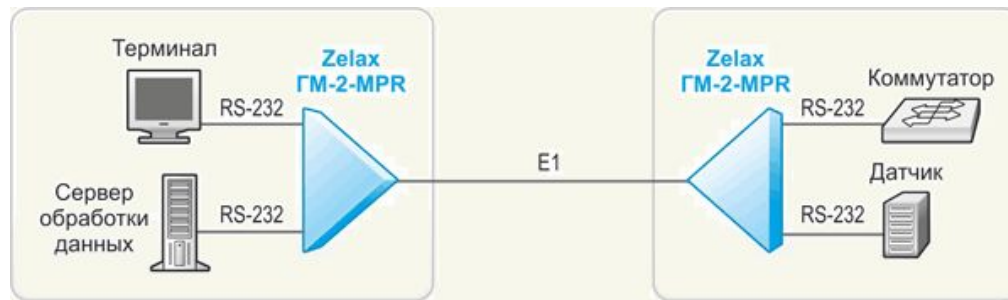 Терминал
Zelax
ГМ-2-MPR
RS-232
Сервер
обработки
данных
RS-232
E1
Zelax
ГМ-2-MPR
Коммутатор
RS-232
Датчик
RS-232